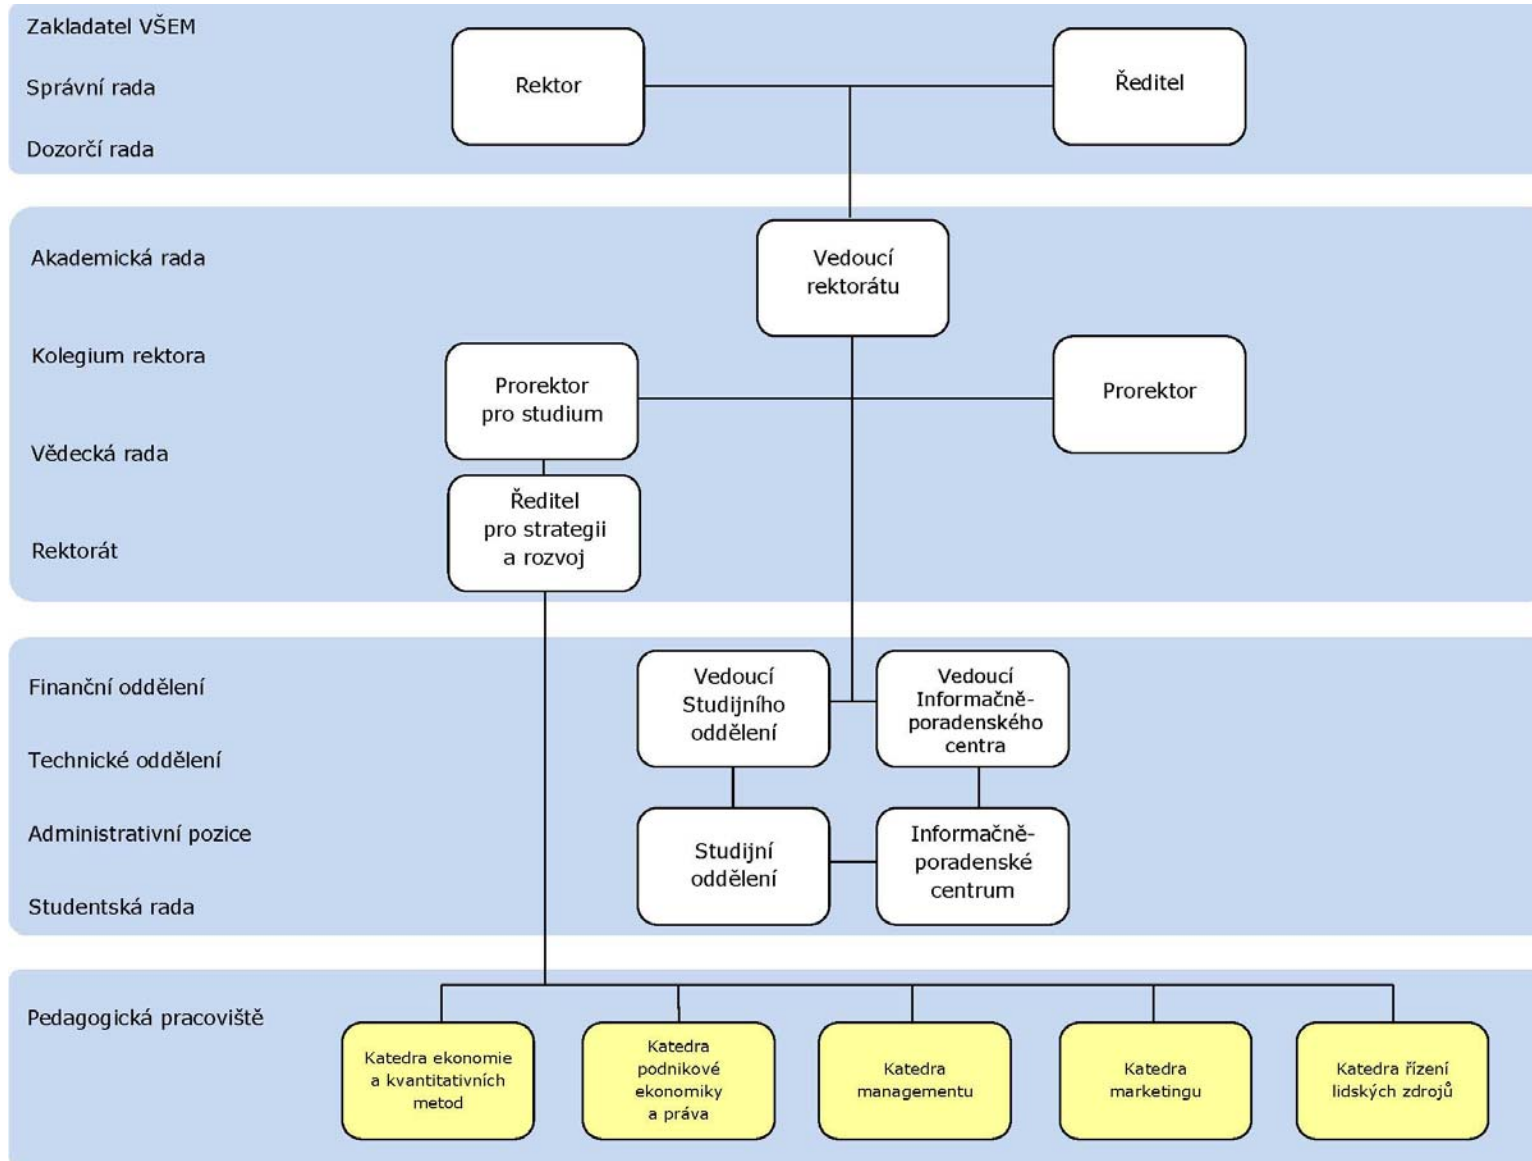 Zakladatel VŠEM
Správní rada
Dozorčí rada
Rektor
Ředitel
Akademická rada
Kolegium rektora
Vědecká rada
Rektorát
Vedoucí
rektorátu
Prorektor
pro studium
Prorektor
Ředitel
pro strategii
a rozvoj
Finanční oddělení
Technické oddělení
Administrativní pozice
Studentská rada
Vedoucí
Studijního
oddělení
Vedoucí
Informačně-
poradenského
centra
Studijní
oddělení
Informačně-
poradenské
centrum
Pedagogická pracoviště
Katedra ekonomie
a kvantitativních
metod
Katedra
podnikové
ekonomiky
a práva
Katedra
managementu
Katedra
marketingu
Katedra řízení
lidských zdrojů